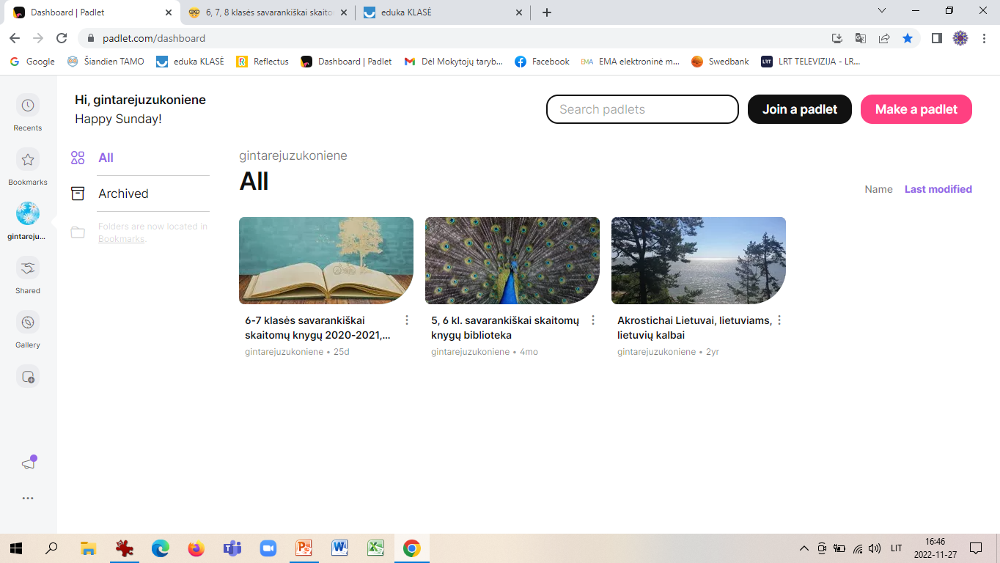 Dashboard | Padlet
6, 7, 8 klasės savarankiškai skaito
eduka KLASĖ
padlet.com/dashboard
Google
Šiandien TAMO
eduka KLASĖ
Reflectus
Dashboard | Padlet
Dėl Mokytojų taryb...
Facebook
EMA elektroninė m...
Swedbank
LRT TELEVIZIJA - LR...
Hi, gintarejuzukoniene
Happy Sunday!
Search padlets
Join a padlet
Make a padlet
Recents
Bookmarks
gintareju...
Shared
Gallery
All
Archived
Folders are now located in
Bookmarks.
gintarejuzukoniene
All
Name
Last modified
6-7 klasės savarankiškai
skaitomų knygų 2020-2021,...
gintarejuzukoniene • 25d
5, 6 kl. savarankiškai skaitomų
knygų biblioteka
gintarejuzukoniene • 4mo
Akrostichai Lietuvai, lietuviams,
lietuvių kalbai
gintarejuzukoniene • 2yr
LIT
16:46
2022-11-27